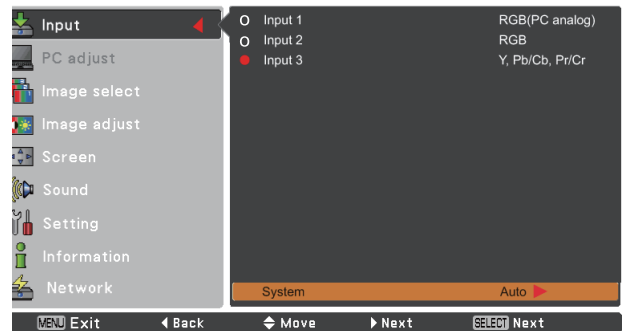 Input
PC adjust
Image select
Image adjust
Screen
Sound
Setting
Information
Network
O Input 1 RGB(PC analog)
O Input 2 RGB
Input 3 Y, Pb/Cb, Pr/Cr
System Auto
MENU Exit Back Move Next SELECT Next